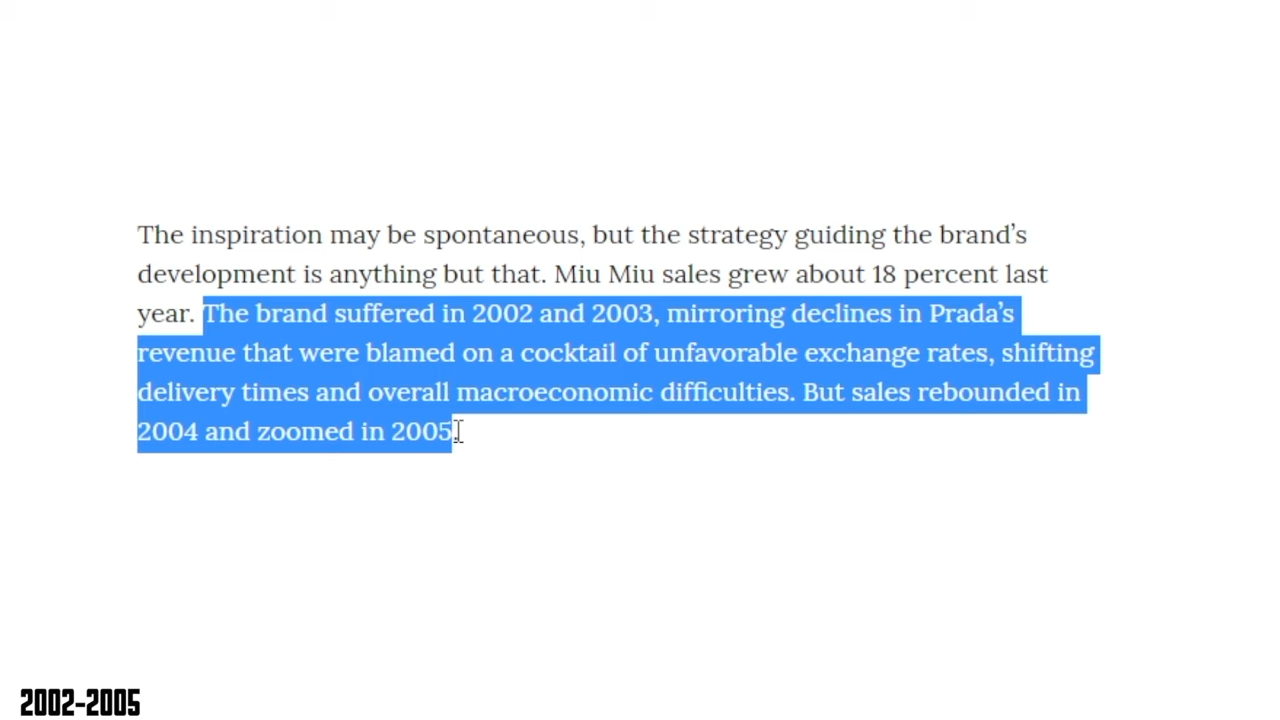 The inspiration may be spontaneous, but the strategy guiding the brand’s
development is anything but that. Miu Miu sales grew about 18 percent last
year. The brand suffered in 2002 and 2003, mirroring declines in Prada’s
revenue that were blamed on a cocktail of unfavorable exchange rates, shifting
delivery times and overall macroeconomic difficulties. But sales rebounded in
2004 and zoomed in 2005.
2002-2005